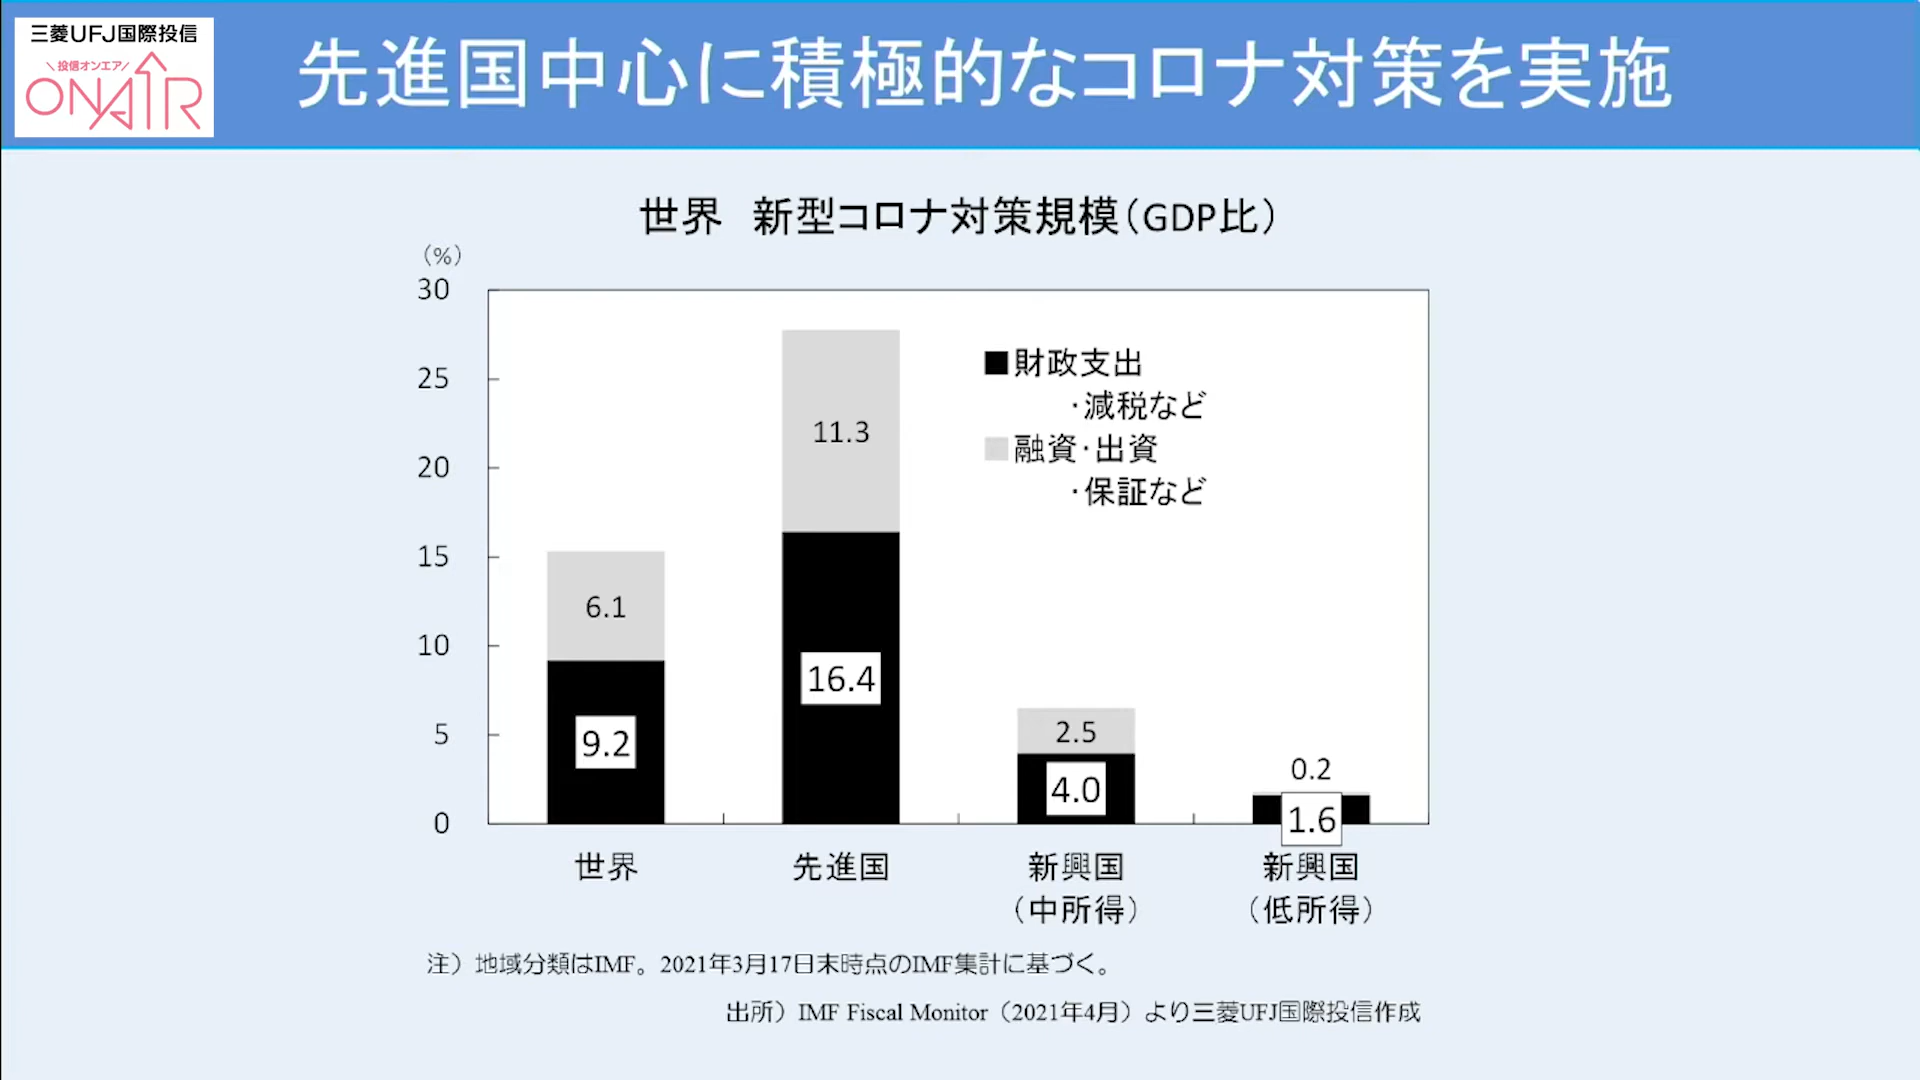 三菱UFJ国際投信
\投信オンエア/
ONAIR
先進国中心に積極的なコロナ対策を実施
世界　新型コロナ対策規模（GDP比）
（%）
30
25
20
15
10
5
0
財政支出
・減税など
融資・出資
・保証など
6.1
9.2
11.3
16.4
2.5
4.0
0.2
1.6
世界
先進国
新興国
（中所得）
新興国
（低所得）
注）地域分類はIMF。2021年3月17日末時点のIMF集計に基づく。
出所）IMF Fiscal Monitor（2021年4月）より三菱UFJ国際投信作成